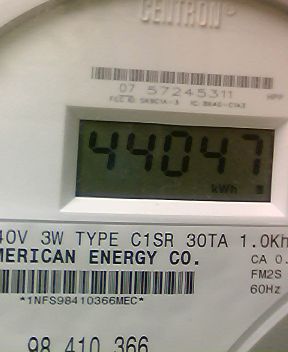 CENTRON®
07 57245311
44047
kWh
40V 3W TYPE C1SR 30TA 1.0Kh
MERICAN ENERGY CO.
CA 0.
FM2S
60Hz
*1NFS98410366MEC*
98 410 366